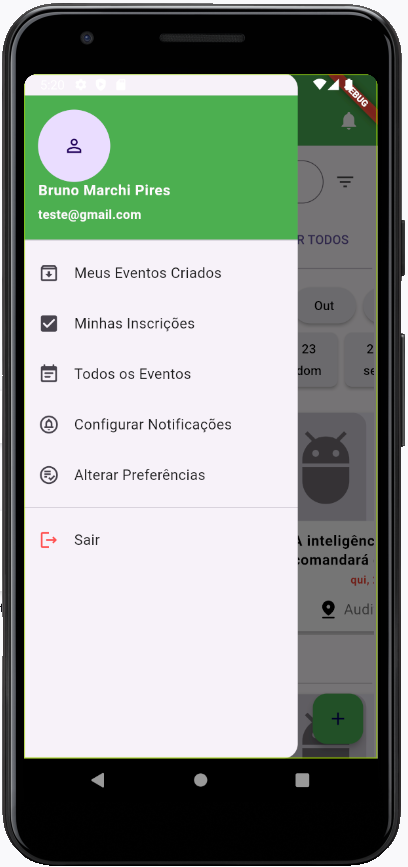 5:20
DEBUG
Bruno Marchi Pires
teste@gmail.com
R TODOS
Meus Eventos Criados
Minhas Inscrições
Out
Todos os Eventos
23
2
dom
se
Configurar Notificações
Alterar Preferências
Sair
A inteligênc
comandará
qui,
Audi